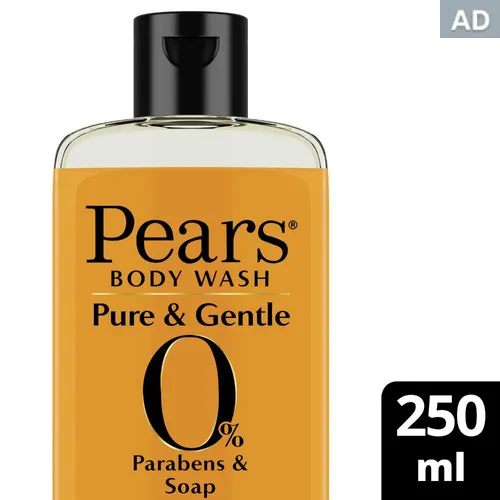 AD
Pears®
BODY WASH
Pure & Gentle
0%
Parabens &
Soap
250
ml